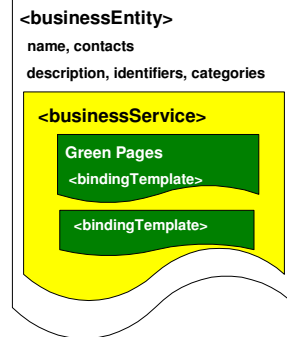 <businessEntity>
name, contacts
description, identifiers, categories
<businessService>
Green Pages
<bindingTemplate>
<bindingTemplate>